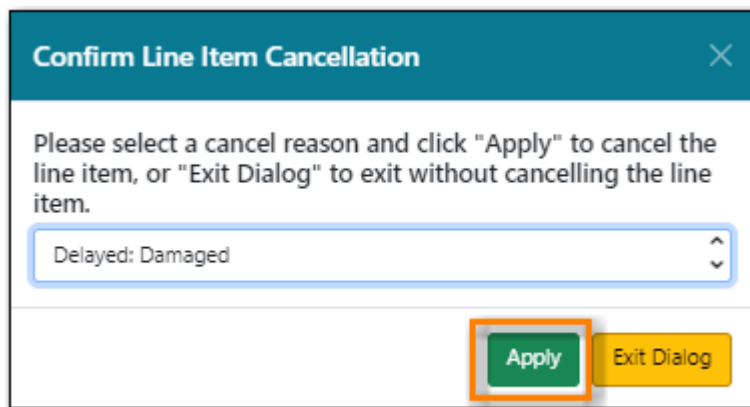 Confirm Line Item Cancellation
Please select a cancel reason and click "Apply" to cancel the
line item, or "Exit Dialog" to exit without cancelling the line
item.
Delayed: Damaged
Apply
Exit Dialog